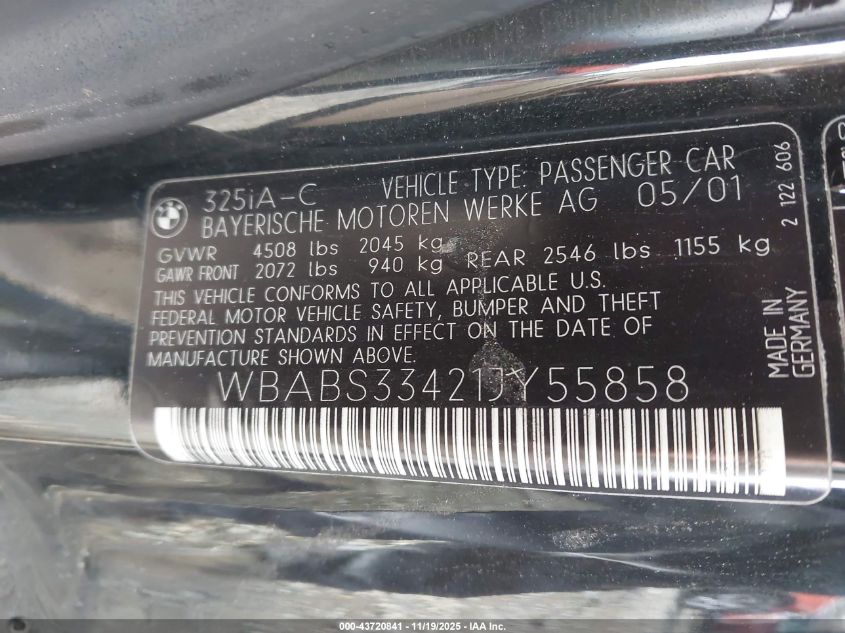 325iA-C VEHICLE TYPE: PASSENGER CAR
BAYERISCHE MOTOREN WERKE AG 05/01
GVWR 4508 lbs 2045 kg
GAWR FRONT 2072 lbs 940 kg REAR 2546 lbs 1155 kg
THIS VEHICLE CONFORMS TO ALL APPLICABLE U.S.
FEDERAL MOTOR VEHICLE SAFETY, BUMPER AND THEFT
PREVENTION STANDARDS IN EFFECT ON THE DATE OF
MANUFACTURE SHOWN ABOVE.
WBABS33421JY55858
2 122 606
MADE IN
GERMANY
000-43720841 - 11/19/2025 - IAA Inc.